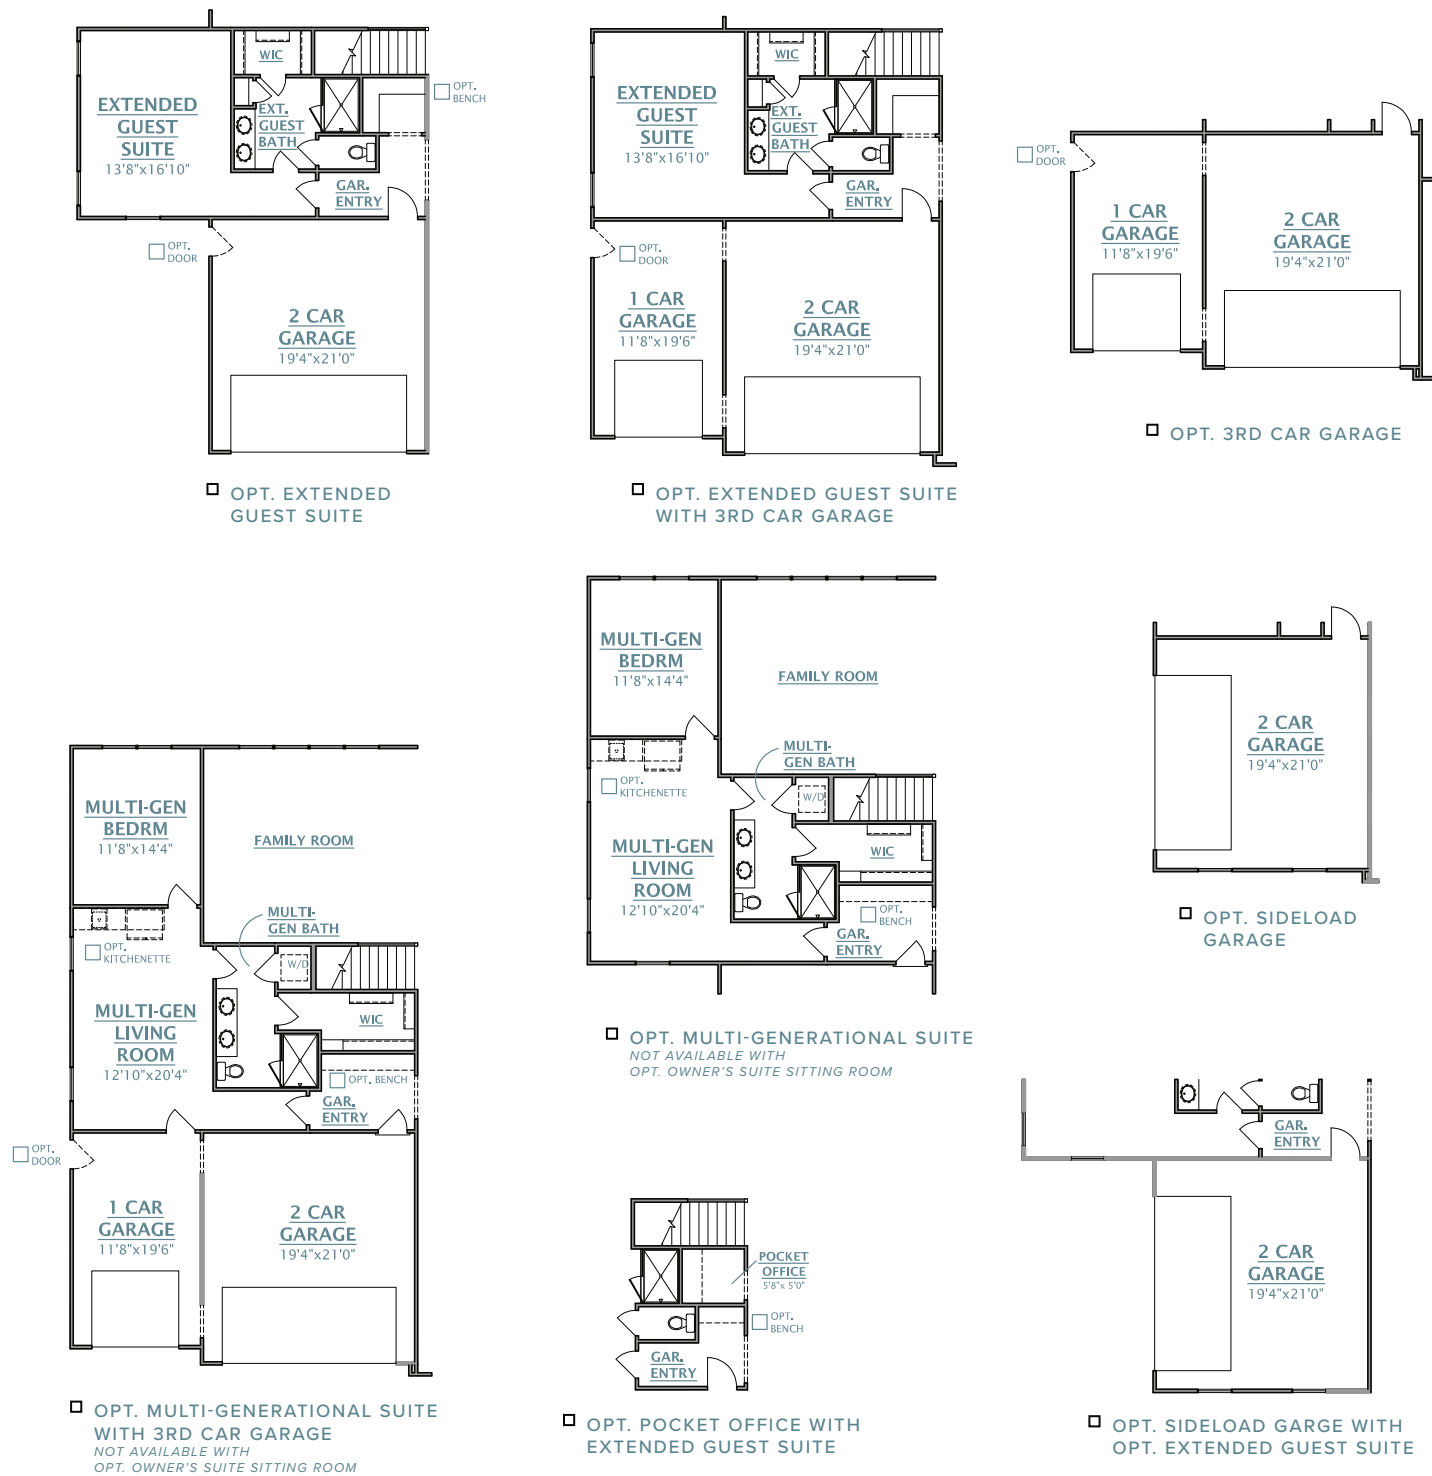 WIC
EXTENDED
GUEST
SUITE
13'8"x16'10"
EXT.
GUEST
BATH
OPT.
BENCH
GAR.
ENTRY
OPT.
DOOR
2 CAR
GARAGE
19'4"x21'0"
OPT. EXTENDED
GUEST SUITE
WIC
EXTENDED
GUEST
SUITE
13'8"x16'10"
EXT.
GUEST
BATH
GAR.
ENTRY
OPT.
DOOR
1 CAR
GARAGE
11'8"x19'6"
2 CAR
GARAGE
19'4"x21'0"
OPT. EXTENDED GUEST SUITE
WITH 3RD CAR GARAGE
OPT.
DOOR
1 CAR
GARAGE
11'8"x19'6"
2 CAR
GARAGE
19'4"x21'0"
OPT. 3RD CAR GARAGE
MULTI-GEN
BEDRM
11'8"x14'4"
FAMILY ROOM
MULTI-
GEN BATH
OPT.
KITCHENETTE
W/D
MULTI-GEN
LIVING
ROOM
12'10"x20'4"
WIC
OPT. BENCH
GAR.
ENTRY
OPT.
DOOR
1 CAR
GARAGE
11'8"x19'6"
2 CAR
GARAGE
19'4"x21'0"
OPT. MULTI-GENERATIONAL SUITE
WITH 3RD CAR GARAGE
NOT AVAILABLE WITH
OPT. OWNER'S SUITE SITTING ROOM
MULTI-GEN
BEDRM
11'8"x14'4"
FAMILY ROOM
MULTI-
GEN BATH
OPT.
KITCHENETTE
W/D
MULTI-GEN
LIVING
ROOM
12'10"x20'4"
WIC
OPT.
BENCH
GAR.
ENTRY
OPT. MULTI-GENERATIONAL SUITE
NOT AVAILABLE WITH
OPT. OWNER'S SUITE SITTING ROOM
2 CAR
GARAGE
19'4"x21'0"
OPT. SIDELOAD
GARAGE
POCKET
OFFICE
5'8"x 5'0"
OPT.
BENCH
GAR.
ENTRY
OPT. POCKET OFFICE WITH
EXTENDED GUEST SUITE
GAR.
ENTRY
2 CAR
GARAGE
19'4"x21'0"
OPT. SIDELOAD GARGE WITH
OPT. EXTENDED GUEST SUITE